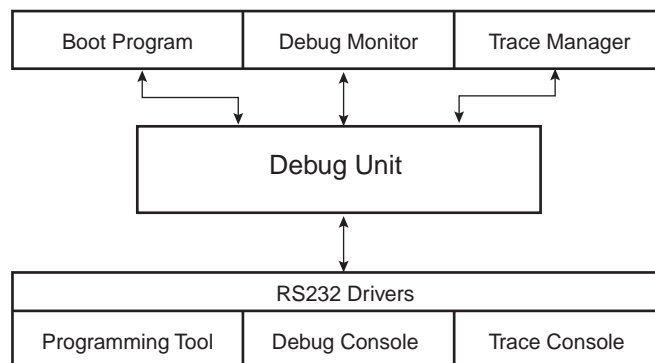 Boot Program
Debug Monitor
Trace Manager
Debug Unit
RS232 Drivers
Programming Tool
Debug Console
Trace Console